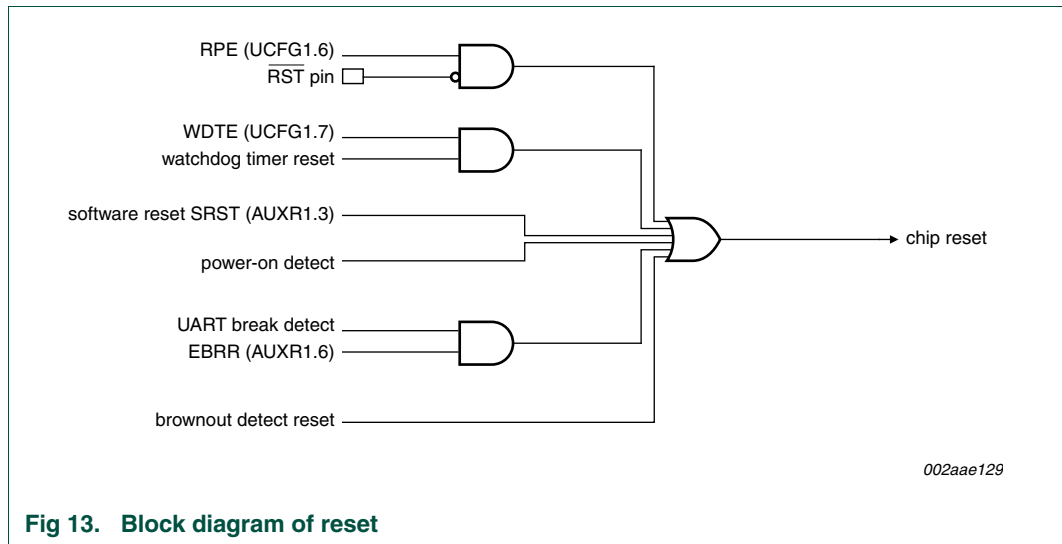 RPE (UCFG1.6)
RST pin
WDTE (UCFG1.7)
watchdog timer reset
software reset SRST (AUXR1.3)
power-on detect
UART break detect
EBRR (AUXR1.6)
brownout detect reset
chip reset
002aae129
Fig 13. Block diagram of reset